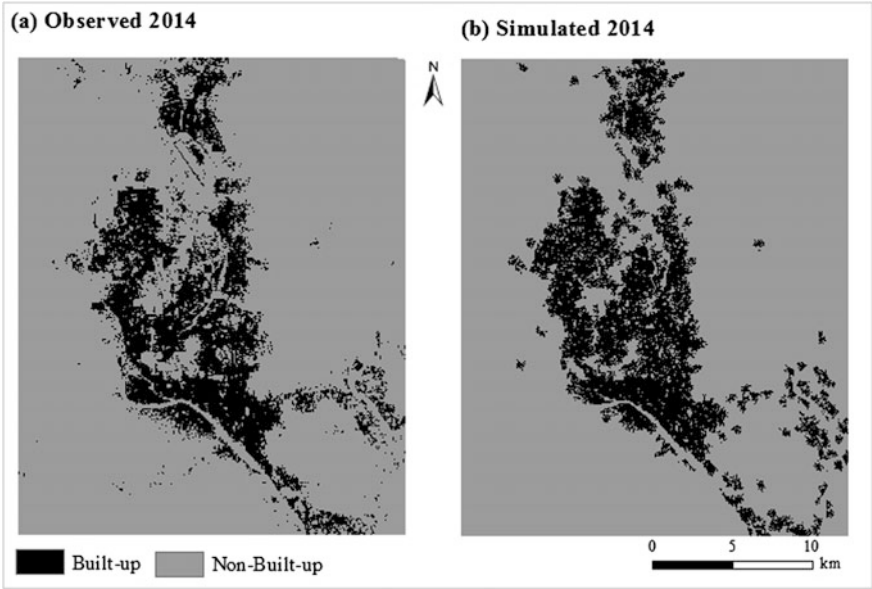 (a) Observed 2014
(b) Simulated 2014
N
Built-up
Non-Built-up
0 5 10
km